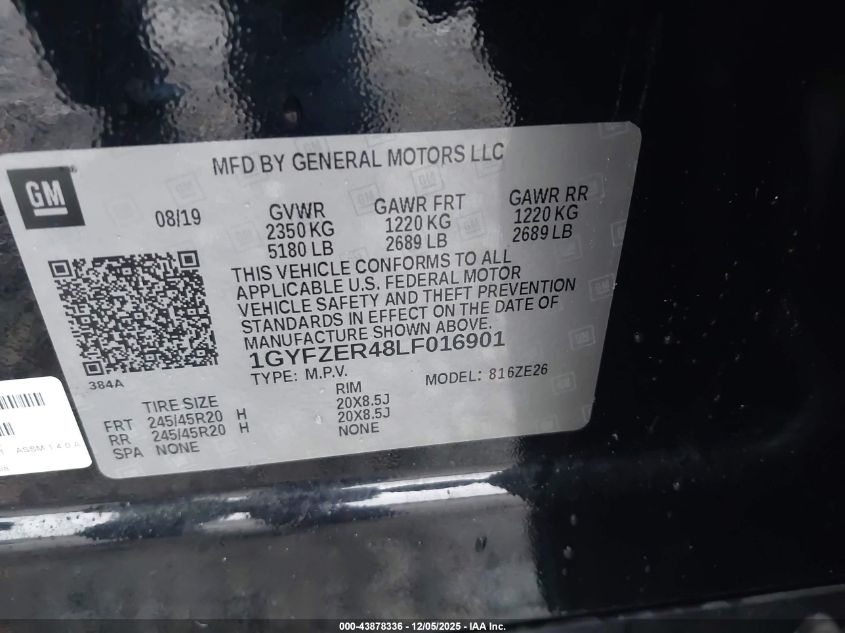 MFD BY GENERAL MOTORS LLC
GM
08/19
GVWR
2350 KG
5180 LB
GAWR FRT
1220 KG
2689 LB
GAWR RR
1220 KG
2689 LB
THIS VEHICLE CONFORMS TO ALL
APPLICABLE U.S. FEDERAL MOTOR
VEHICLE SAFETY AND THEFT PREVENTION
STANDARDS IN EFFECT ON THE DATE OF
MANUFACTURE SHOWN ABOVE.
1GYFZER48LF016901
384A
TYPE: M.P.V.
MODEL: 816ZE26
TIRE SIZE
RIM
FRT 245/45R20 H 20X8.5J
RR 245/45R20 H 20X8.5J
SPA NONE NONE
ASSM 1.4.0 A
000-43878336 - 12/05/2025 - IAA Inc.